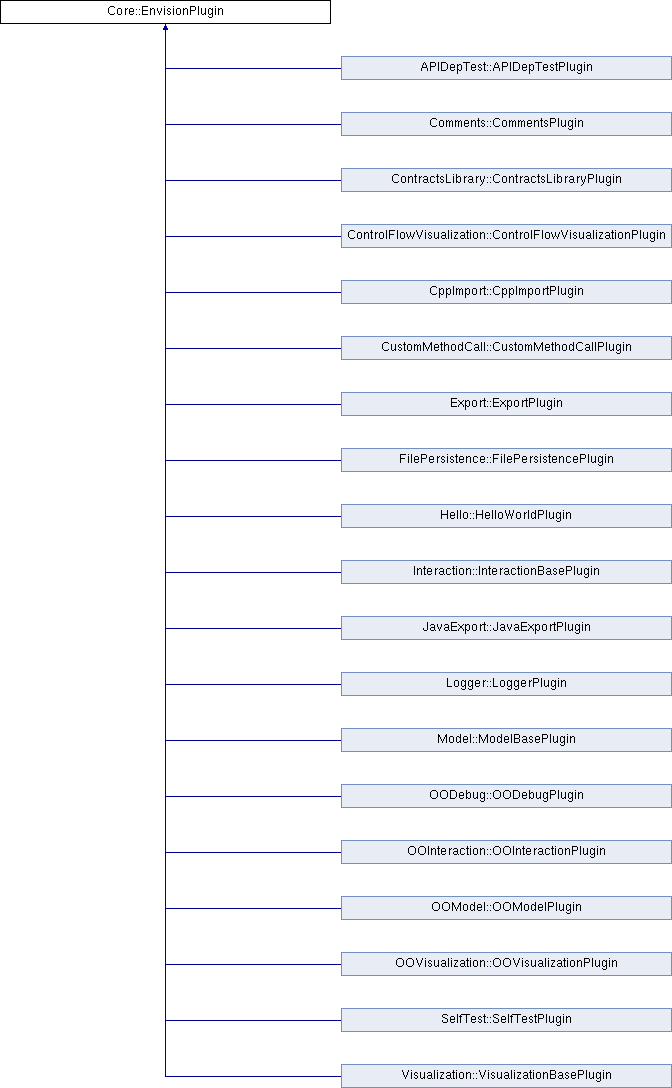 Core::EnvisionPlugin
APIDepTest::APIDepTestPlugin
Comments::CommentsPlugin
ContractsLibrary::ContractsLibraryPlugin
ControlFlowVisualization::ControlFlowVisualizationPlugin
CppImport::CppImportPlugin
CustomMethodCall::CustomMethodCallPlugin
Export::ExportPlugin
FilePersistence::FilePersistencePlugin
Hello::HelloWorldPlugin
Interaction::InteractionBasePlugin
JavaExport::JavaExportPlugin
Logger::LoggerPlugin
Model::ModelBasePlugin
OODebug::OODebugPlugin
OOInteraction::OOInteractionPlugin
OOModel::OOModelPlugin
OOVisualization::OOVisualizationPlugin
SelfTest::SelfTestPlugin
Visualization::VisualizationBasePlugin